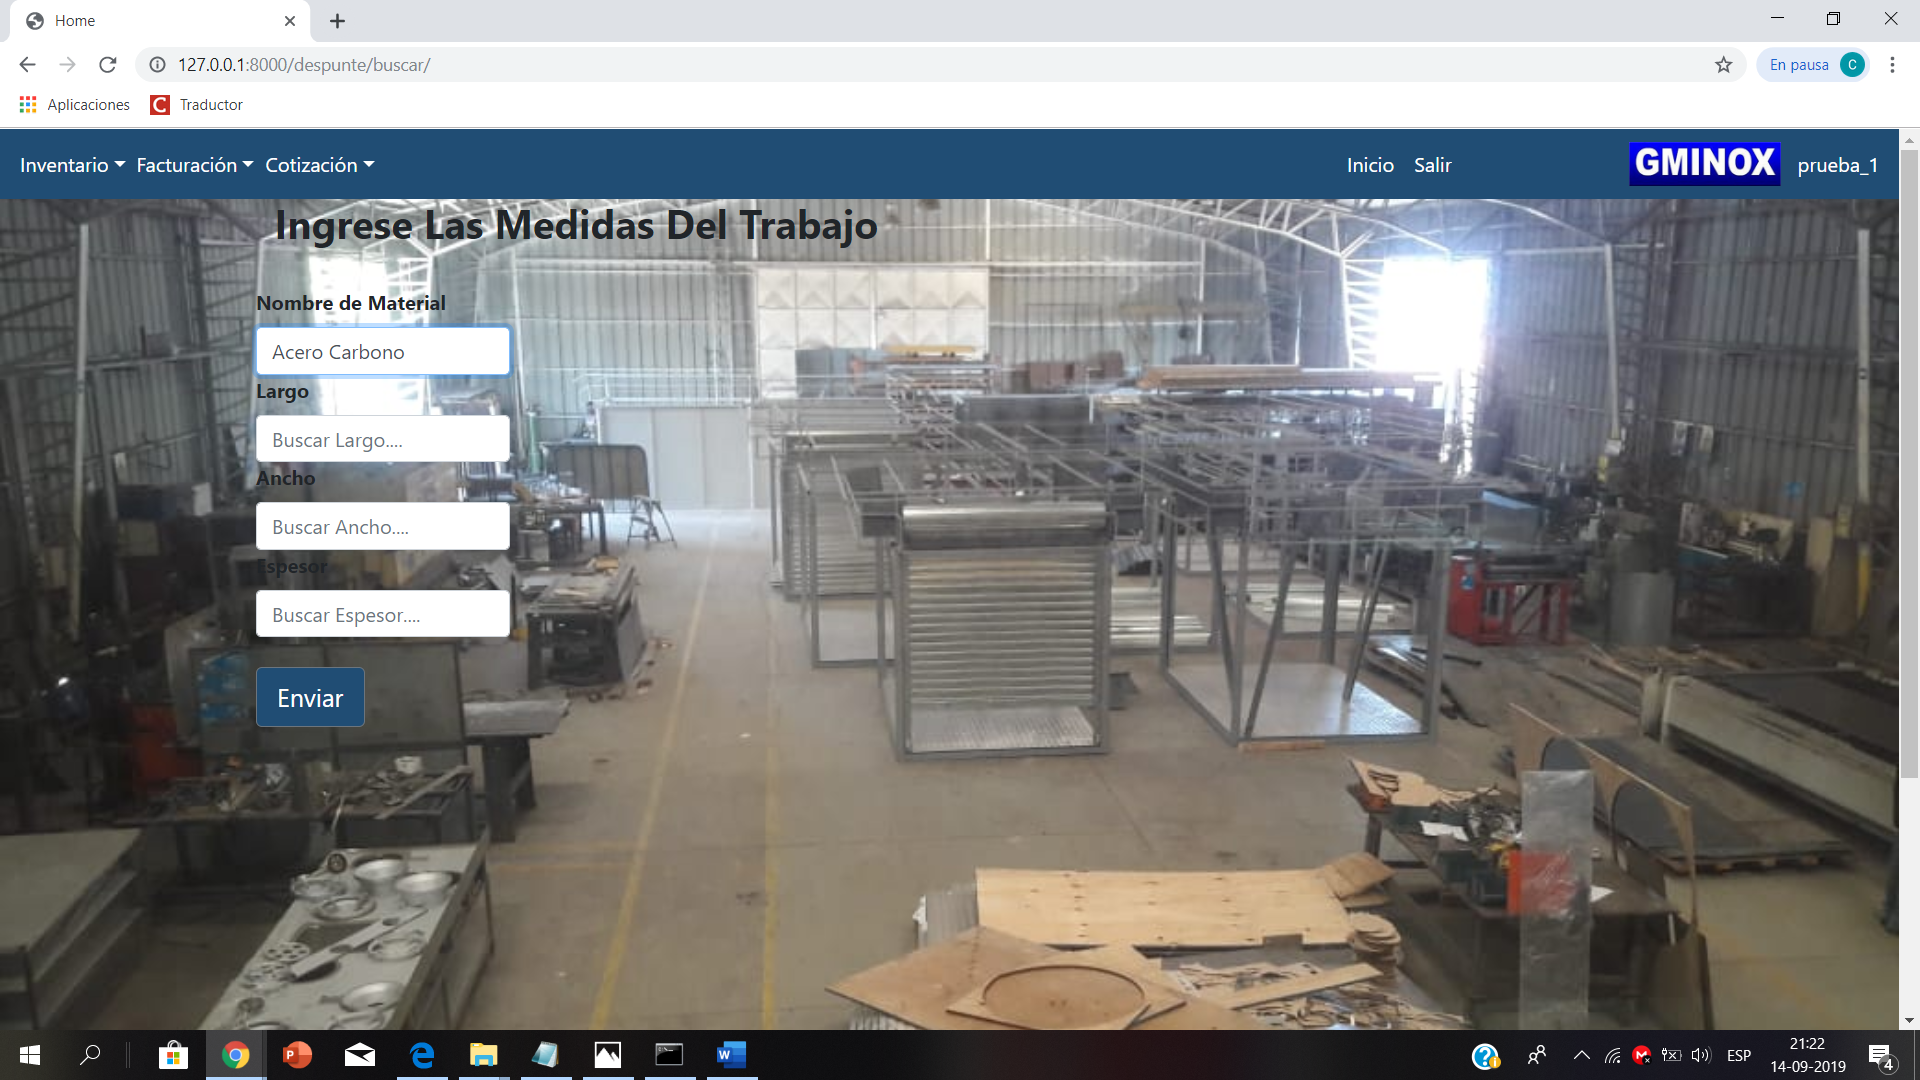 Home
127.0.0.1:8000/despunte/buscar/
En pausa C
Aplicaciones C Traductor
Inventario Facturación Cotización Inicio Salir GMINOX prueba_1
Ingrese Las Medidas Del Trabajo
Nombre de Material
Acero Carbono
Largo
Buscar Largo....
Ancho
Buscar Ancho....
Espesor
Buscar Espesor....
Enviar
ESP
21:22
14-09-2019
4